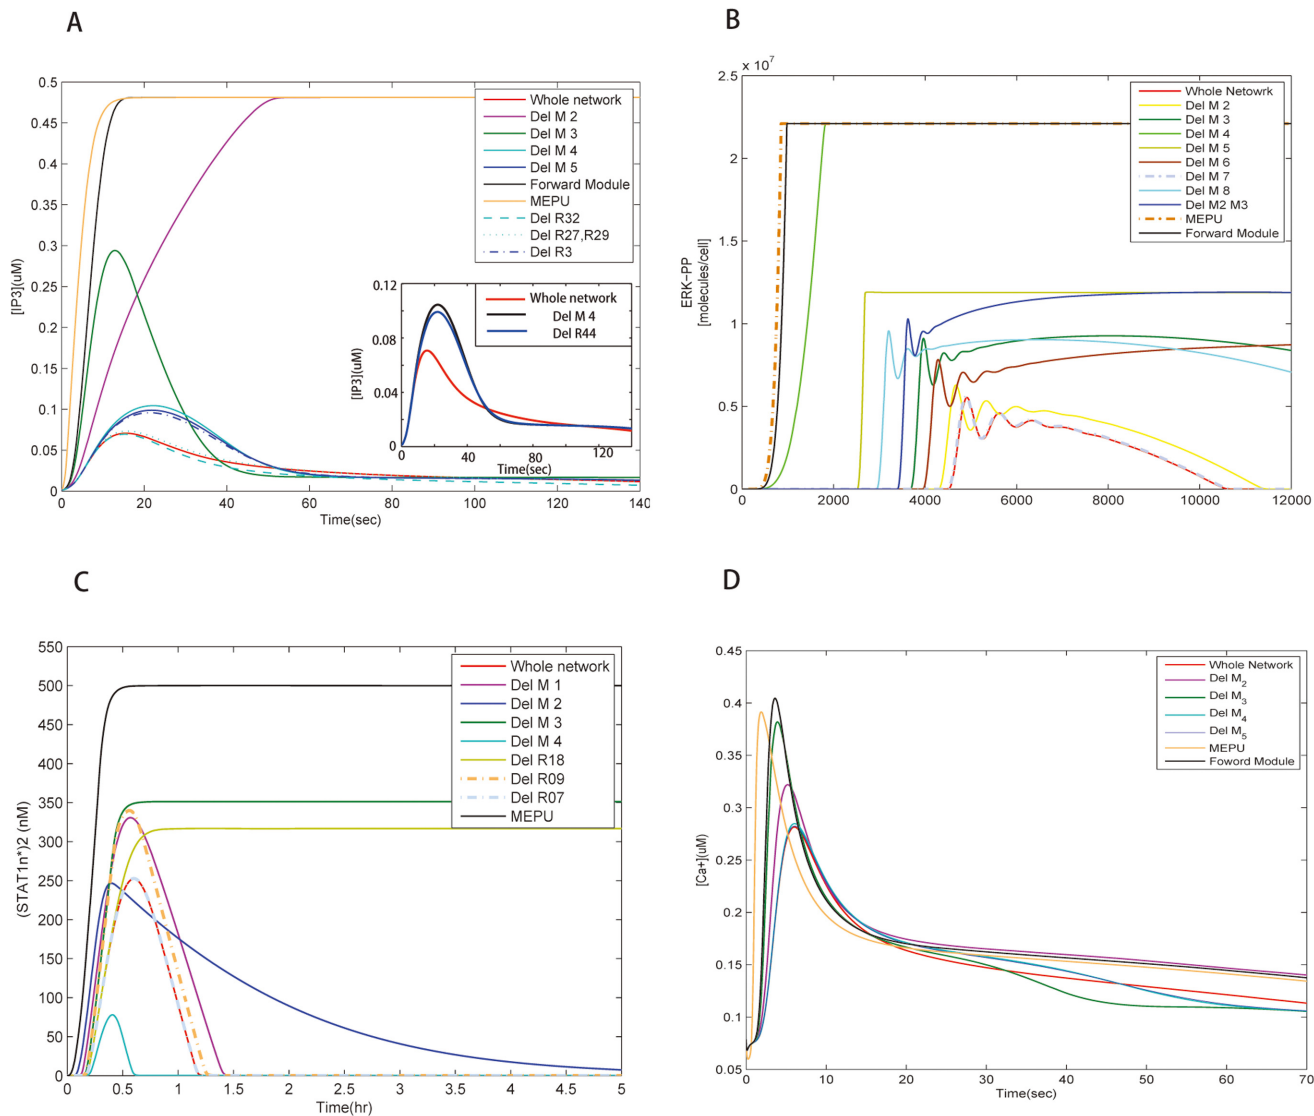 A
0.5
0.45
0.4
0.35
0.3
0.25
0.2
0.15
0.1
0.05
0
[IP3](uM)
0 20 40 60 80 100 120 140
Time(sec)
Whole network
Del M 2
Del M 3
Del M 4
Del M 5
Forward Module
MEPU
Del R32
Del R27,R29
Del R3
0.12
0.08
0.04
0
[IP3](uM)
0 40 80 120
Time(sec)
Whole network
Del M 4
Del R44
B
x 10^7
2.5
2
1.5
1
0.5
0
ERK-PP
[molecules/cell]
0 2000 4000 6000 8000 10000 12000
Whole Netowrk
Del M 2
Del M 3
Del M 4
Del M 5
Del M 6
Del M 7
Del M 8
Del M2 M3
MEPU
Forward Module
C
550
500
450
400
350
300
250
200
150
100
50
0
(STAT1n*)2 (nM)
0 0.5 1 1.5 2 2.5 3 3.5 4 4.5 5
Time(hr)
Whole network
Del M 1
Del M 2
Del M 3
Del M 4
Del R18
Del R09
Del R07
MEPU
D
0.45
0.4
0.35
0.3
0.25
0.2
0.15
0.1
0.05
[Ca+](uM)
0 10 20 30 40 50 60 70
Time(sec)
Whole Network
Del M2
Del M3
Del M4
Del M5
MEPU
Foword Module